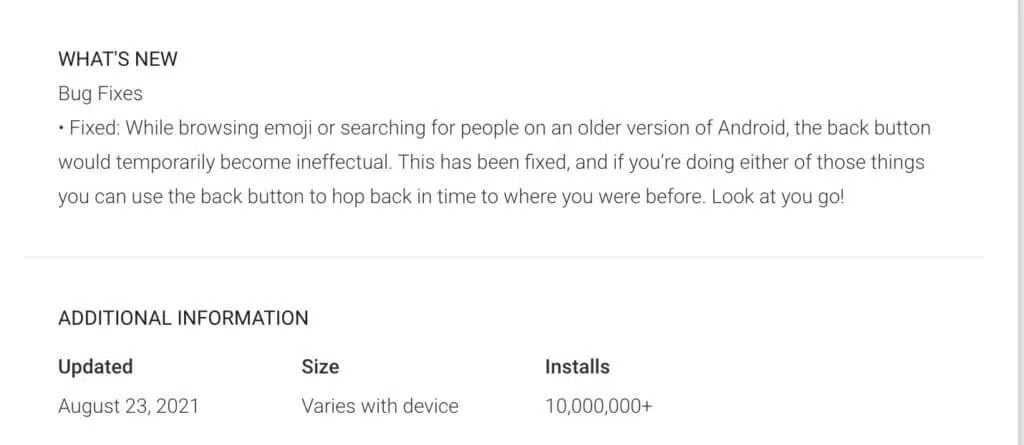 WHAT'S NEW
Bug Fixes
• Fixed: While browsing emoji or searching for people on an older version of Android, the back button
would temporarily become ineffectual. This has been fixed, and if you’re doing either of those things
you can use the back button to hop back in time to where you were before. Look at you go!
ADDITIONAL INFORMATION
Updated Size Installs
August 23, 2021 Varies with device 10,000,000+